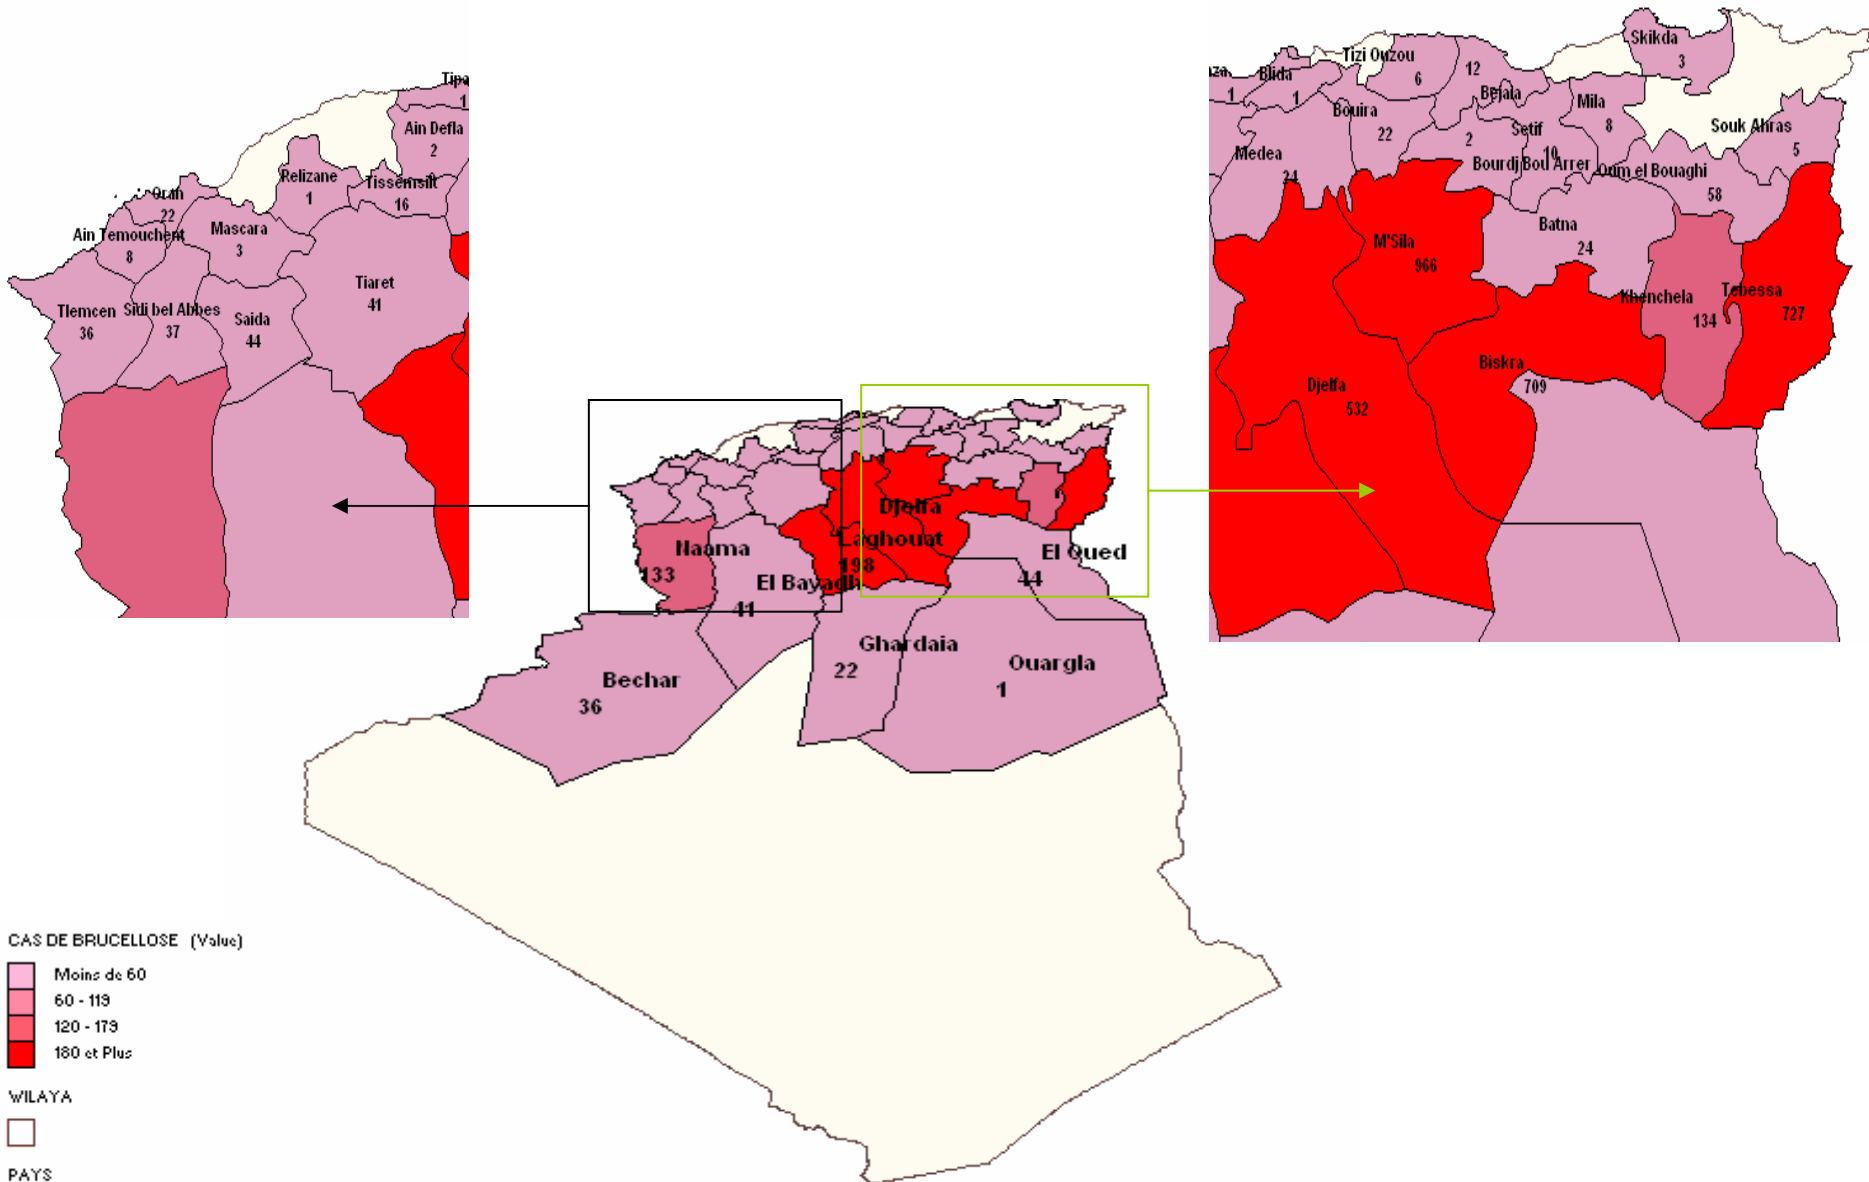 Tipa
1
Ain Defla
2
Relizane
1
Tissemsilt
16
Oran
22
Mascara
3
Ain Temouchent
8
Tiaret
41
Tlemcen
36
Sidi bel Abbes
37
Saida
44
Skikda
3
Tizi Ouzou
6
12
Bejaia
Blida
1
1
Mila
8
Bouira
22
Setif
10
2
Souk Ahras
5
Medea
24
Bourdj Bou Arrer
Oum el Bouaghi
58
Batna
24
M'Sila
966
Khenchela
134
Tebessa
727
Biskra
709
Djelfa
532
Djelfa
Laghouat
198
Naama
133
El Bayadh
41
El Oued
44
Ghardaia
22
Ouargla
1
Bechar
36
CAS DE BRUCELLOSE (Value)
Moins de 60
60 - 119
120 - 179
180 et Plus
WILAYA
PAYS